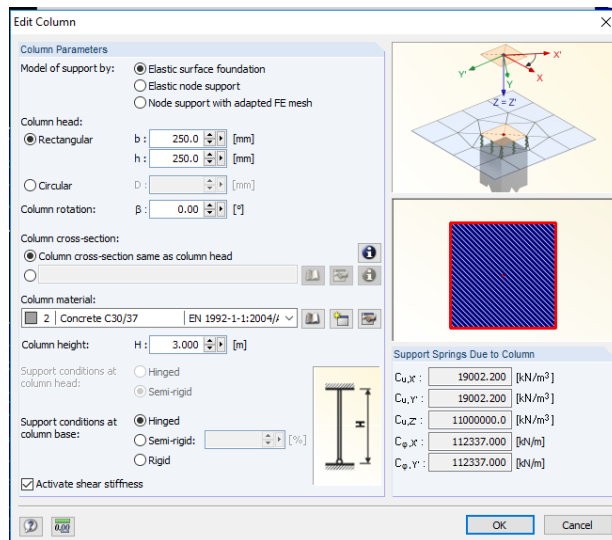 Edit Column
Column Parameters
Model of support by:
Elastic surface foundation
Elastic node support
Node support with adapted FE mesh
Column head:
Rectangular b : 250.0 [mm]
h : 250.0 [mm]
Circular D : [mm]
Column rotation: β : 0.00 [°]
Column cross-section:
Column cross-section same as column head
Column material:
2 Concrete C30/37 EN 1992-1-1:2004/
Column height: H : 3.000 [m]
Support conditions at column head:
Hinged
Semi-rigid
Support conditions at column base:
Hinged
Semi-rigid: [%]
Rigid
Activate shear stiffness
H
X'
X
Y'
Y
Z = Z'
Support Springs Due to Column
Cu,X' : 19002.200 [kN/m³]
Cu,Y' : 19002.200 [kN/m³]
Cu,Z' : 11000000.0 [kN/m³]
Cφ,X' : 112337.000 [kN/m]
Cφ,Y' : 112337.000 [kN/m]
0.00
OK
Cancel